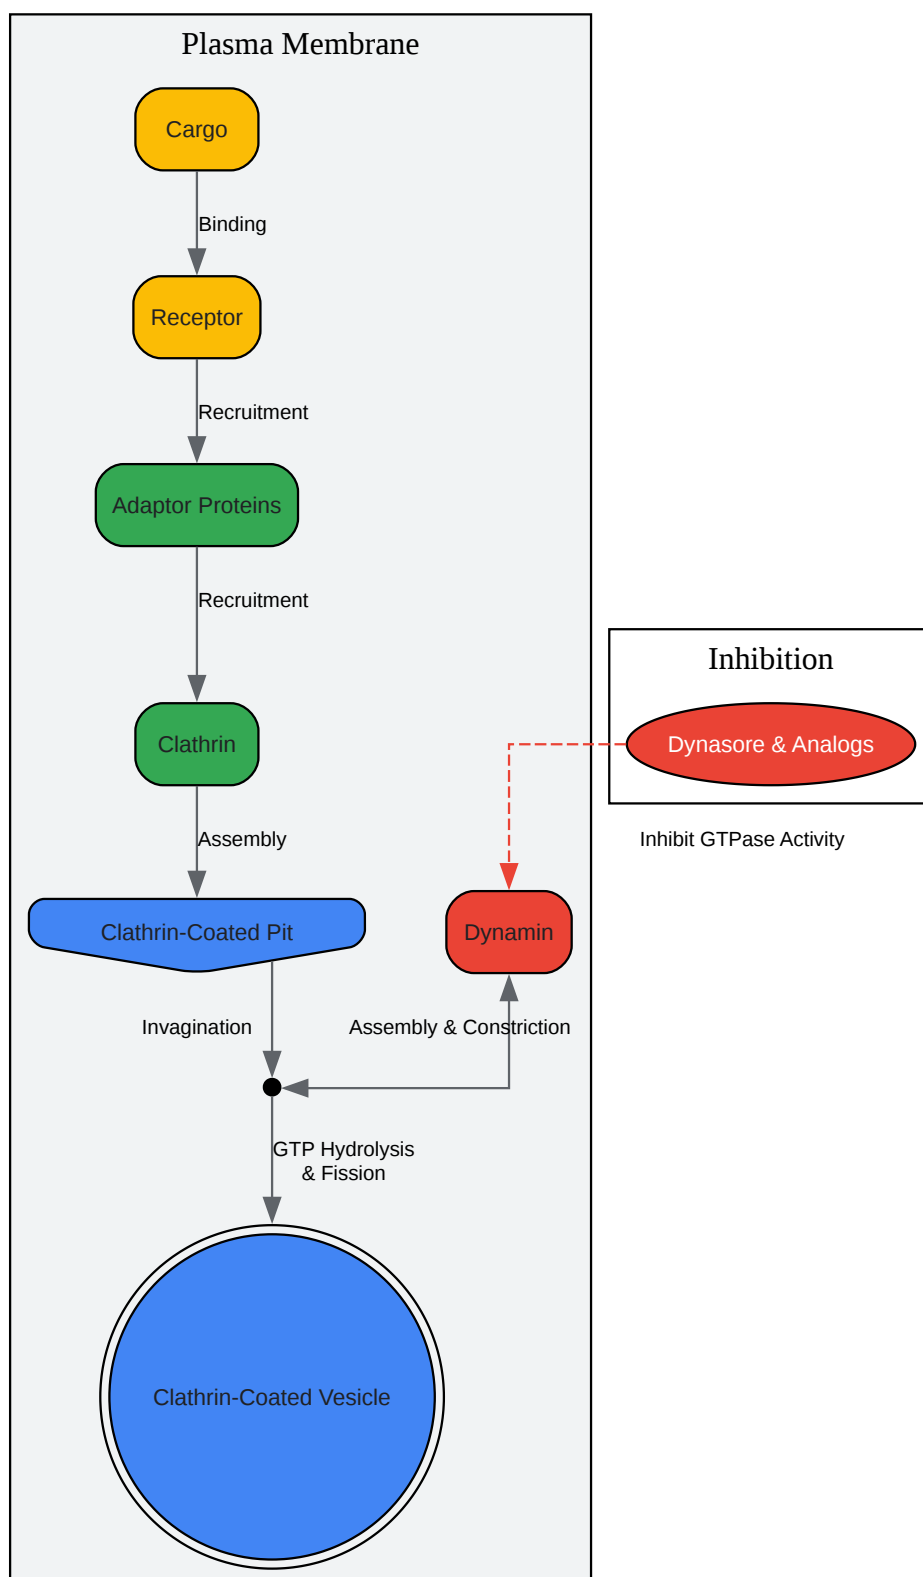 Plasma Membrane
Cargo
Binding
Receptor
Recruitment
Adaptor Proteins
Recruitment
Clathrin
Assembly
Clathrin-Coated Pit
Inhibition
Dynasore & Analogs
Inhibit GTPase Activity
Dynamin
Invagination
Assembly & Constriction
GTP Hydrolysis
& Fission
Clathrin-Coated Vesicle